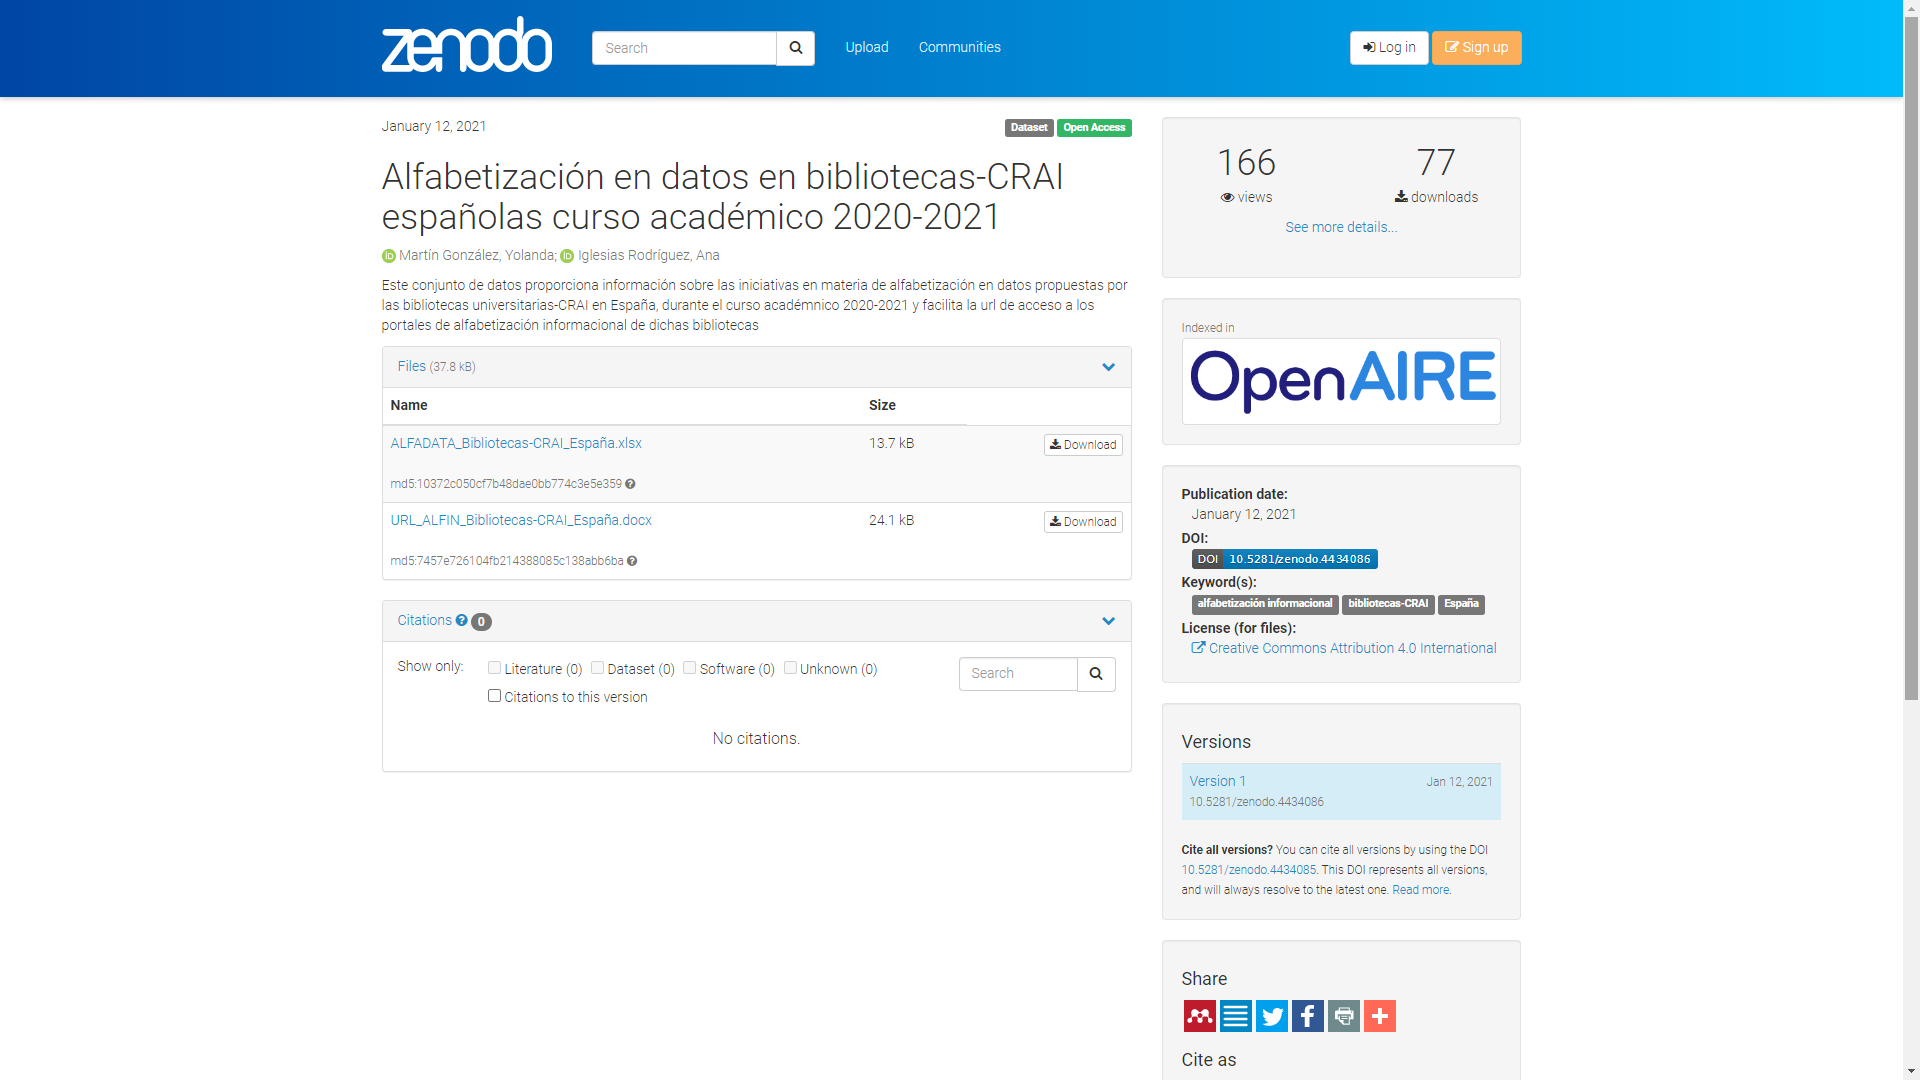 zenodo
Search
Upload
Communities
Log in
Sign up
January 12, 2021
Dataset
Open Access
Alfabetización en datos en bibliotecas-CRAI
españolas curso académico 2020-2021
Martín González, Yolanda; Iglesias Rodríguez, Ana
Este conjunto de datos proporciona información sobre las iniciativas en materia de alfabetización en datos propuestas por
las bibliotecas universitarias-CRAI en España, durante el curso académnico 2020-2021 y facilita la url de acceso a los
portales de alfabetización informacional de dichas bibliotecas
Files (37.8 kB)
Name Size
ALFADATA_Bibliotecas-CRAI_España.xlsx 13.7 kB Download
md5:10372c050cf7b48dae0bb774c3e5e359
URL_ALFIN_Bibliotecas-CRAI_España.docx 24.1 kB Download
md5:7457e726104fb214388085c138abb6ba
Citations 0
Show only: Literature (0) Dataset (0) Software (0) Unknown (0) Search
Citations to this version
No citations.
166 77
views downloads
See more details...
Indexed in
OpenAIRE
Publication date:
January 12, 2021
DOI:
DOI 10.5281/zenodo.4434086
Keyword(s):
alfabetización informacional bibliotecas-CRAI España
License (for files):
Creative Commons Attribution 4.0 International
Versions
Version 1 Jan 12, 2021
10.5281/zenodo.4434086
Cite all versions? You can cite all versions by using the DOI
10.5281/zenodo.4434085. This DOI represents all versions,
and will always resolve to the latest one. Read more.
Share
Cite as